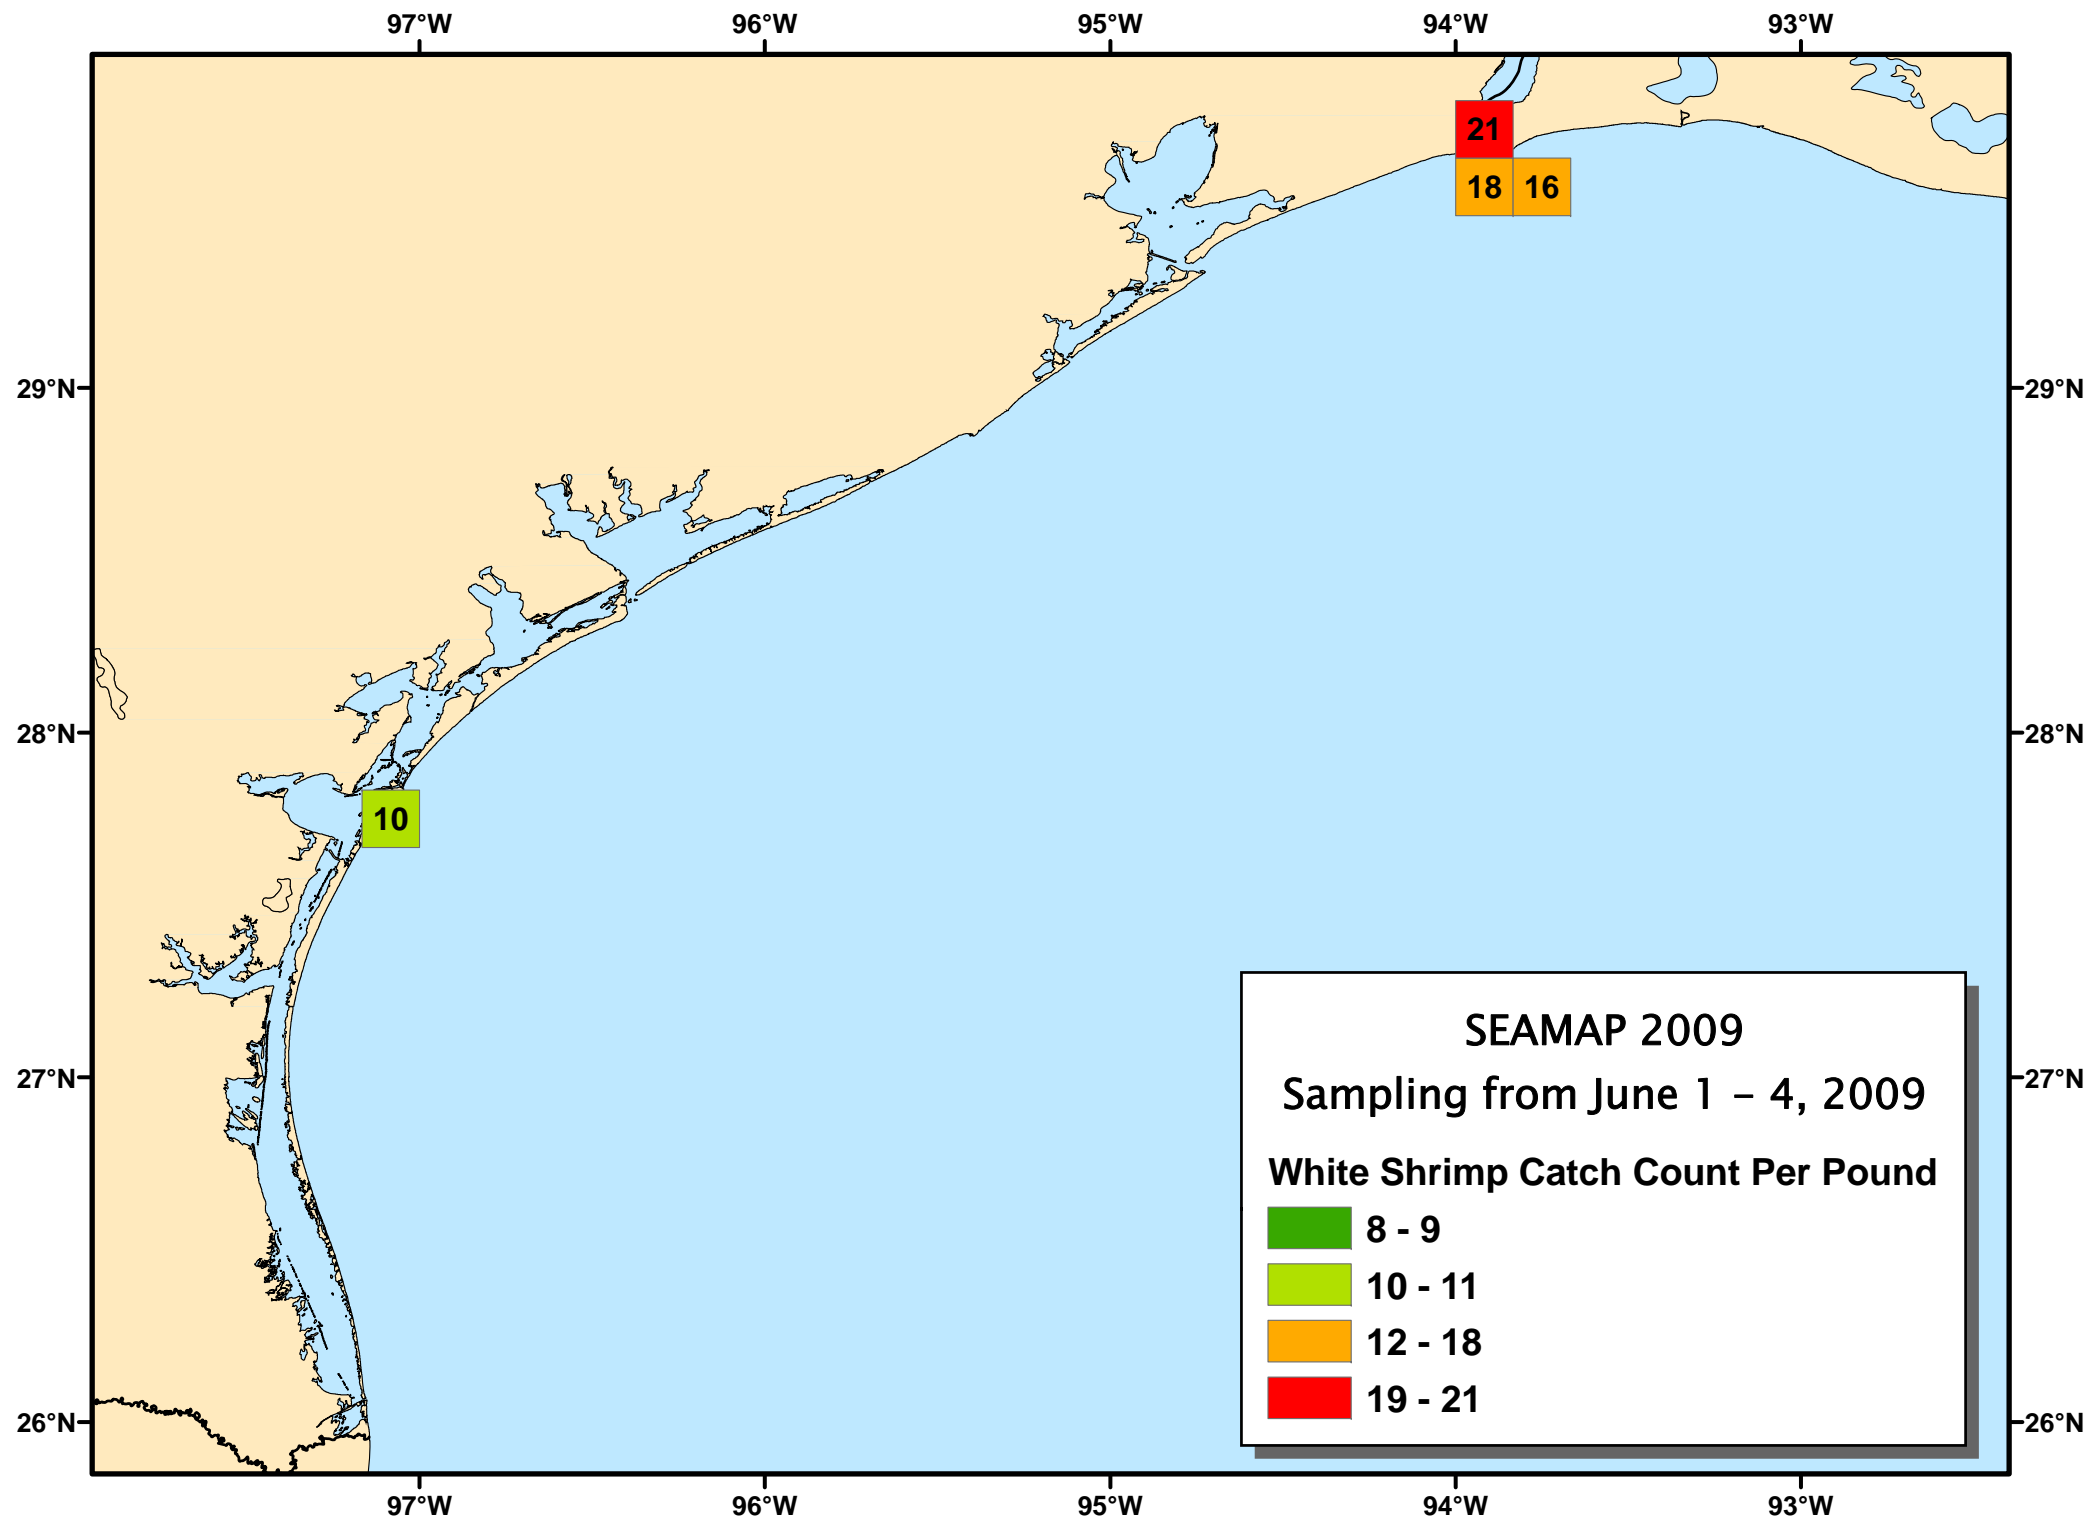 97°W 96°W 95°W 94°W 93°W
21
18 16
29°N 29°N
28°N 28°N
10
SEAMAP 2009
27°N 27°N
Sampling from June 1 – 4, 2009
White Shrimp Catch Count Per Pound
8 - 9
10 - 11
12 - 18
19 - 21
26°N 26°N
97°W 96°W 95°W 94°W 93°W